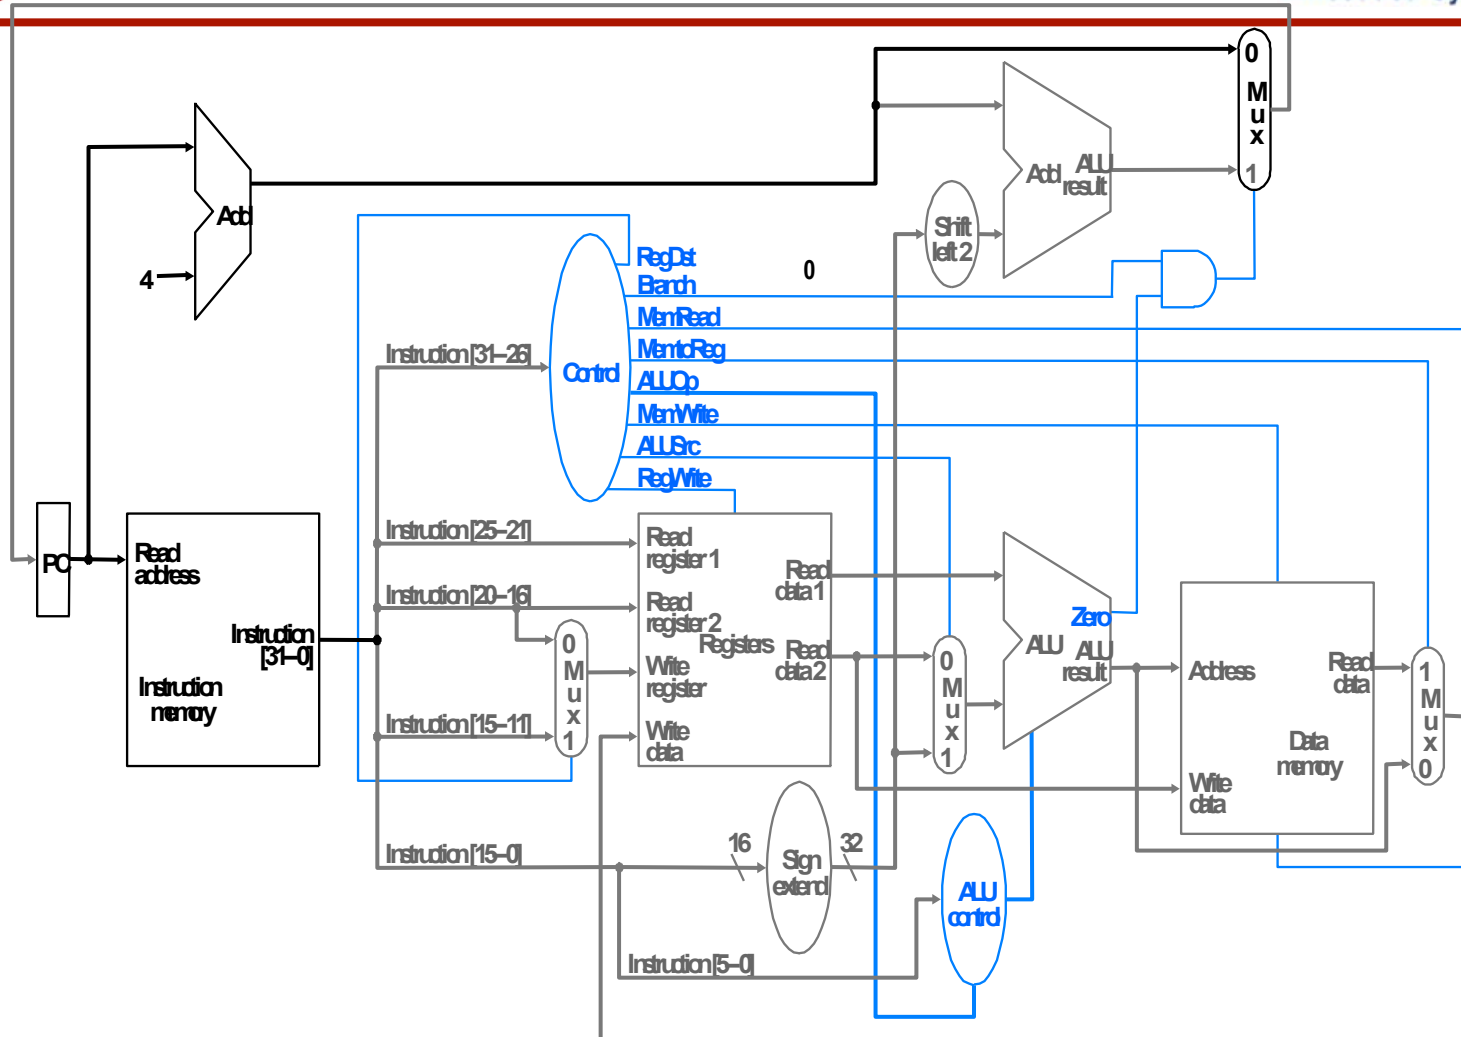 0
Mux
1
Add
ALU
result
Add
4
Shift
left 2
RegDst
0
Branch
MemRead
Instruction [31–26]
MemtoReg
Control
ALUOp
MemWrite
ALUSrc
RegWrite
PC
Read
address
Instruction
[31–0]
Instruction
memory
Instruction [25–21]
Read
register 1
Instruction [20–16]
Read
register 2
Registers
Write
register
Write
data
Read
data 1
Read
data 2
0
Mux
1
Instruction [15–11]
0
Mux
1
Zero
ALU
ALU
result
Address
Read
data
Data
memory
Write
data
1
Mux
0
Instruction [15–0]
16
Sign
extend
32
ALU
control
Instruction [5–0]